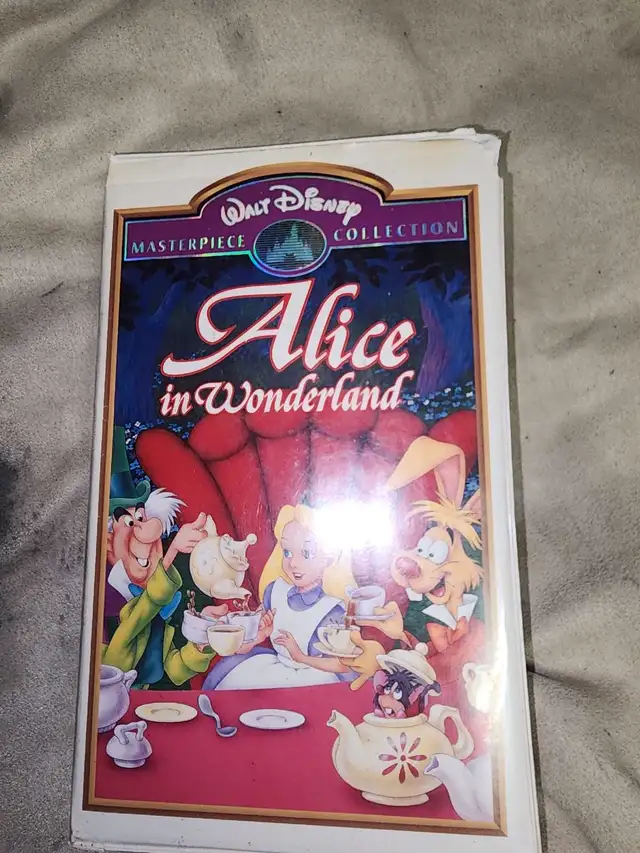 WALT DISNEY
MASTERPIECE COLLECTION
Alice
in Wonderland